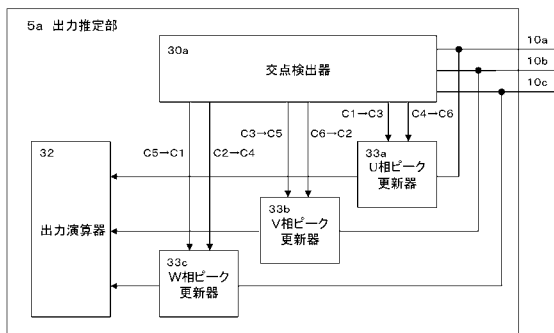 5a 出力推定部
30a
交点検出器
10a
10b
10c
C1→C3
C4→C6
C3→C5
C6→C2
C5→C1
C2→C4
32
出力演算器
33a
U相ピーク
更新器
33b
V相ピーク
更新器
33c
W相ピーク
更新器